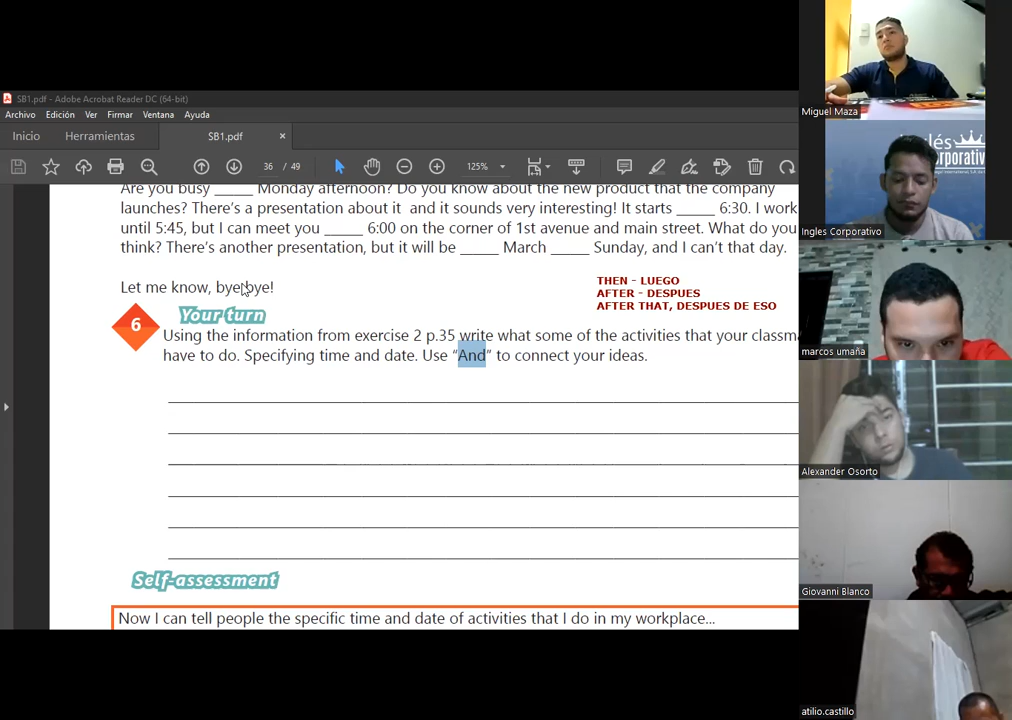 SB1.pdf - Adobe Acrobat Reader DC (64-bit)
Archivo Edición Ver Firmar Ventana Ayuda
Inicio Herramientas SB1.pdf ×
36 / 49 125%
Are you busy _____ Monday afternoon? Do you know about the new product that the company
launches? There's a presentation about it and it sounds very interesting! It starts _____ 6:30. I work
until 5:45, but I can meet you _____ 6:00 on the corner of 1st avenue and main street. What do you
think? There's another presentation, but it will be _____ March _____ Sunday, and I can't that day.
Let me know, bye bye!
THEN - LUEGO
AFTER - DESPUES
AFTER THAT, DESPUES DE ESO
6
Your turn
Using the information from exercise 2 p.35 write what some of the activities that your classma
have to do. Specifying time and date. Use “And” to connect your ideas.
Self-assessment
Now I can tell people the specific time and date of activities that I do in my workplace...
Miguel Maza
Ingles Corporativo
marcos umaña
Alexander Osorto
Giovanni Blanco
atilio.castillo